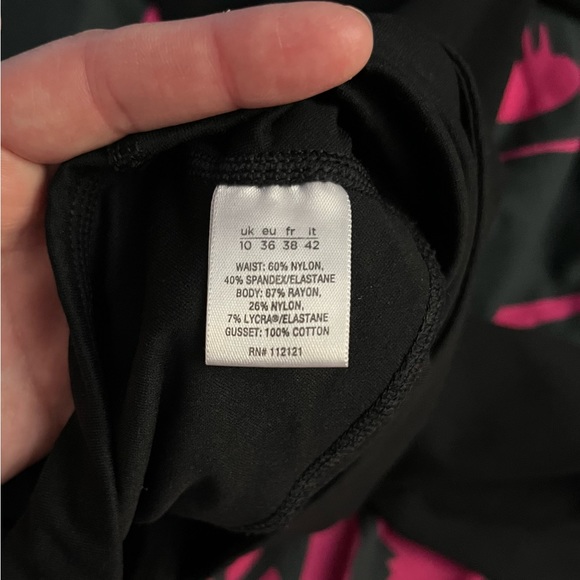 uk eu fr it
10 36 38 42
WAIST: 60% NYLON,
40% SPANDEX/ELASTANE
BODY: 67% RAYON,
26% NYLON,
7% LYCRA®/ELASTANE
GUSSET: 100% COTTON
RN# 112121